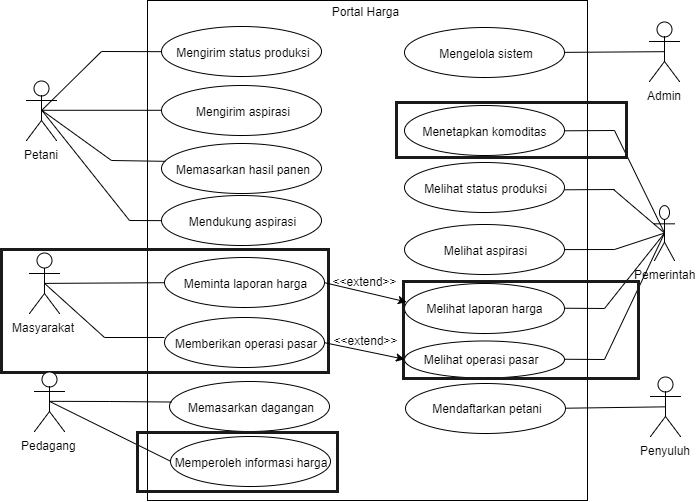 Portal Harga
Mengirim status produksi
Mengelola sistem
Admin
Mengirim aspirasi
Menetapkan komoditas
Petani
Memasarkan hasil panen
Melihat status produksi
Mendukung aspirasi
Melihat aspirasi
Pemerintah
Meminta laporan harga
<<extend>>
Melihat laporan harga
Masyarakat
Memberikan operasi pasar
<<extend>>
Melihat operasi pasar
Memasarkan dagangan
Mendaftarkan petani
Pedagang
Penyuluh
Memperoleh informasi harga